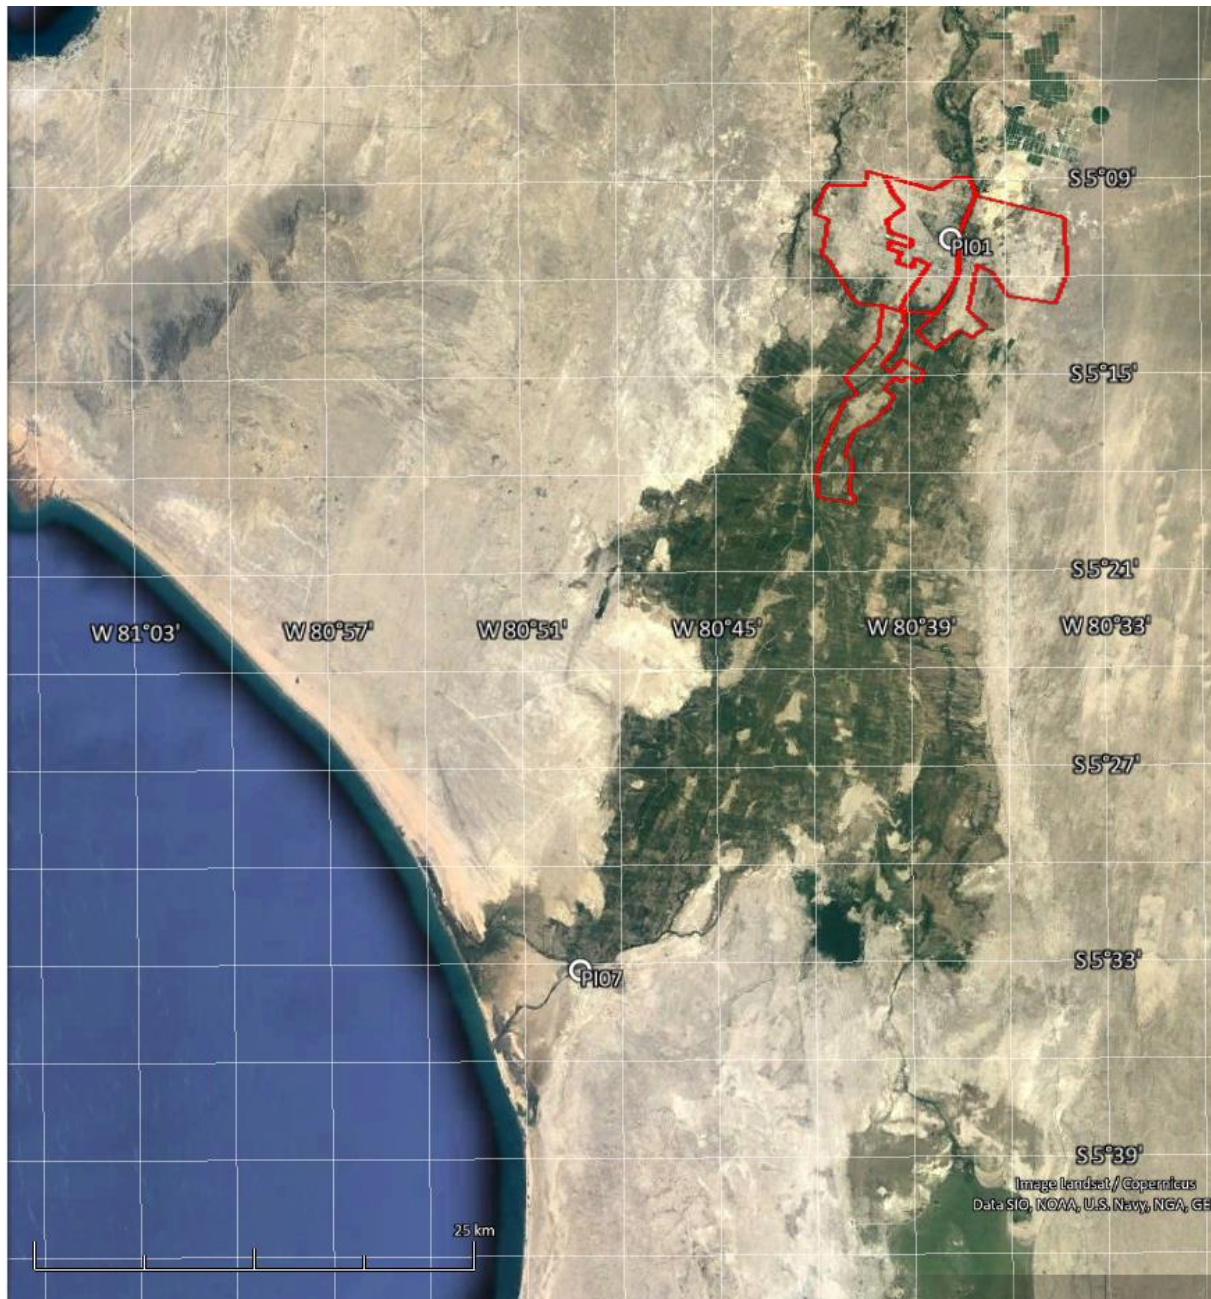 S 5°09'
PI01
S 5°15'
S 5°21'
W 81°03'
W 80°57'
W 80°51'
W 80°45'
W 80°39'
W 80°33'
S 5°27'
S 5°33'
PI07
S 5°39'
Image Landsat / Copernicus
Data SIO, NOAA, U.S. Navy, NGA, GE
25 km